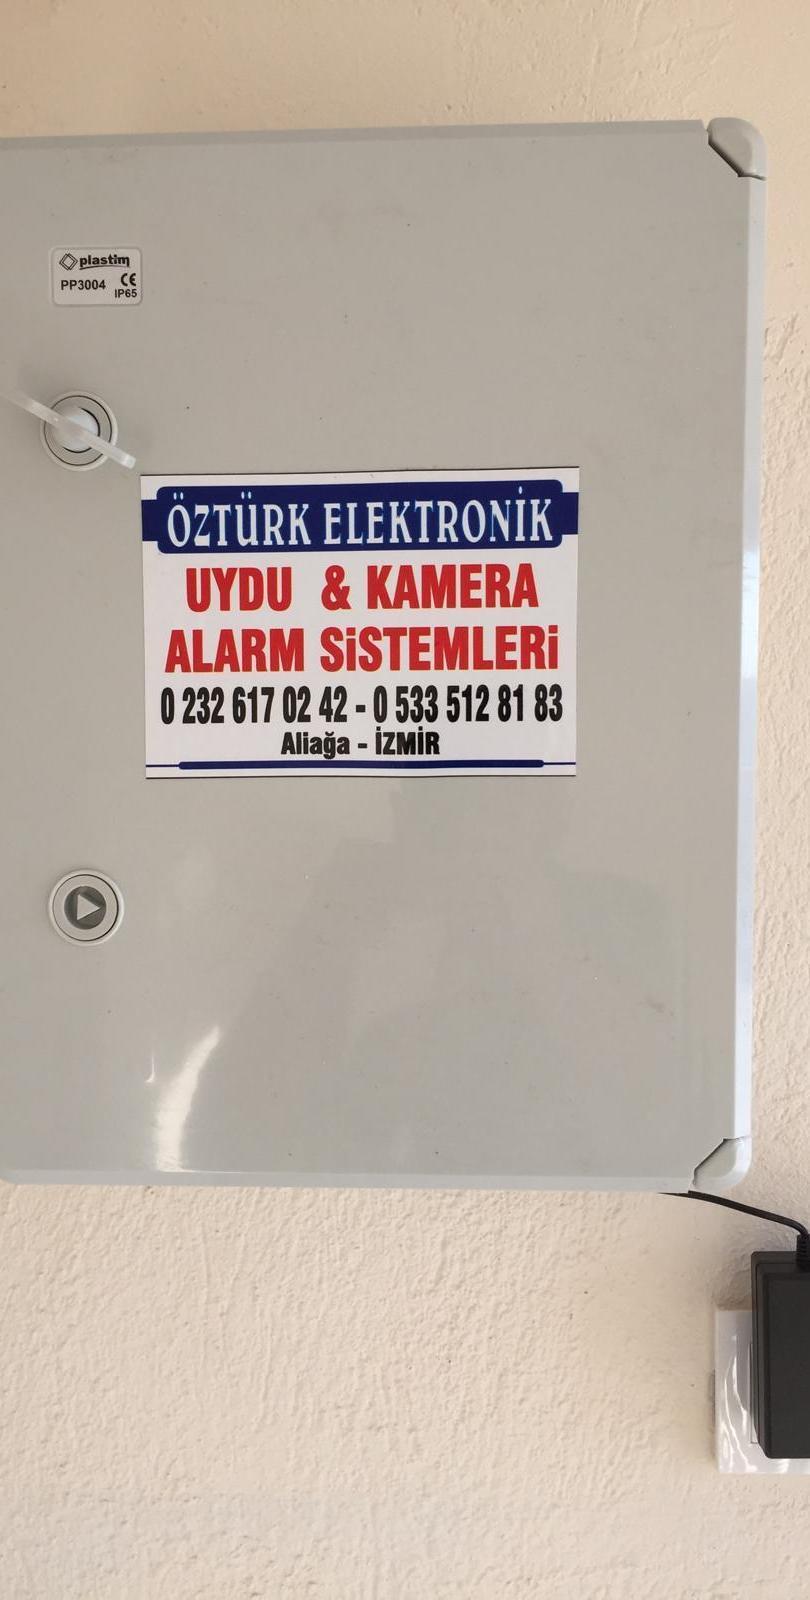 plastim
PP3004 CE
IP65
ÖZTÜRK ELEKTRONİK
UYDU & KAMERA
ALARM SiSTEMLERi
0 232 617 02 42 - 0 533 512 81 83
Aliağa - İZMİR